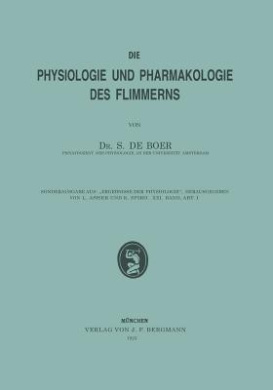 DIE
PHYSIOLOGIE UND PHARMAKOLOGIE
DES FLIMMERNS
VON
DR. S. DE BOER
PRIVATDOZENT DER PHYSIOLOGIE AN DER UNIVERSITÄT AMSTERDAM
SONDERAUSGABE AUS „ERGEBNISSE DER PHYSIOLOGIE“, HERAUSGEGEBEN
VON L. ASHER UND K. SPIRO. XXI. BAND, ABT. I
MÜNCHEN
VERLAG VON J. F. BERGMANN